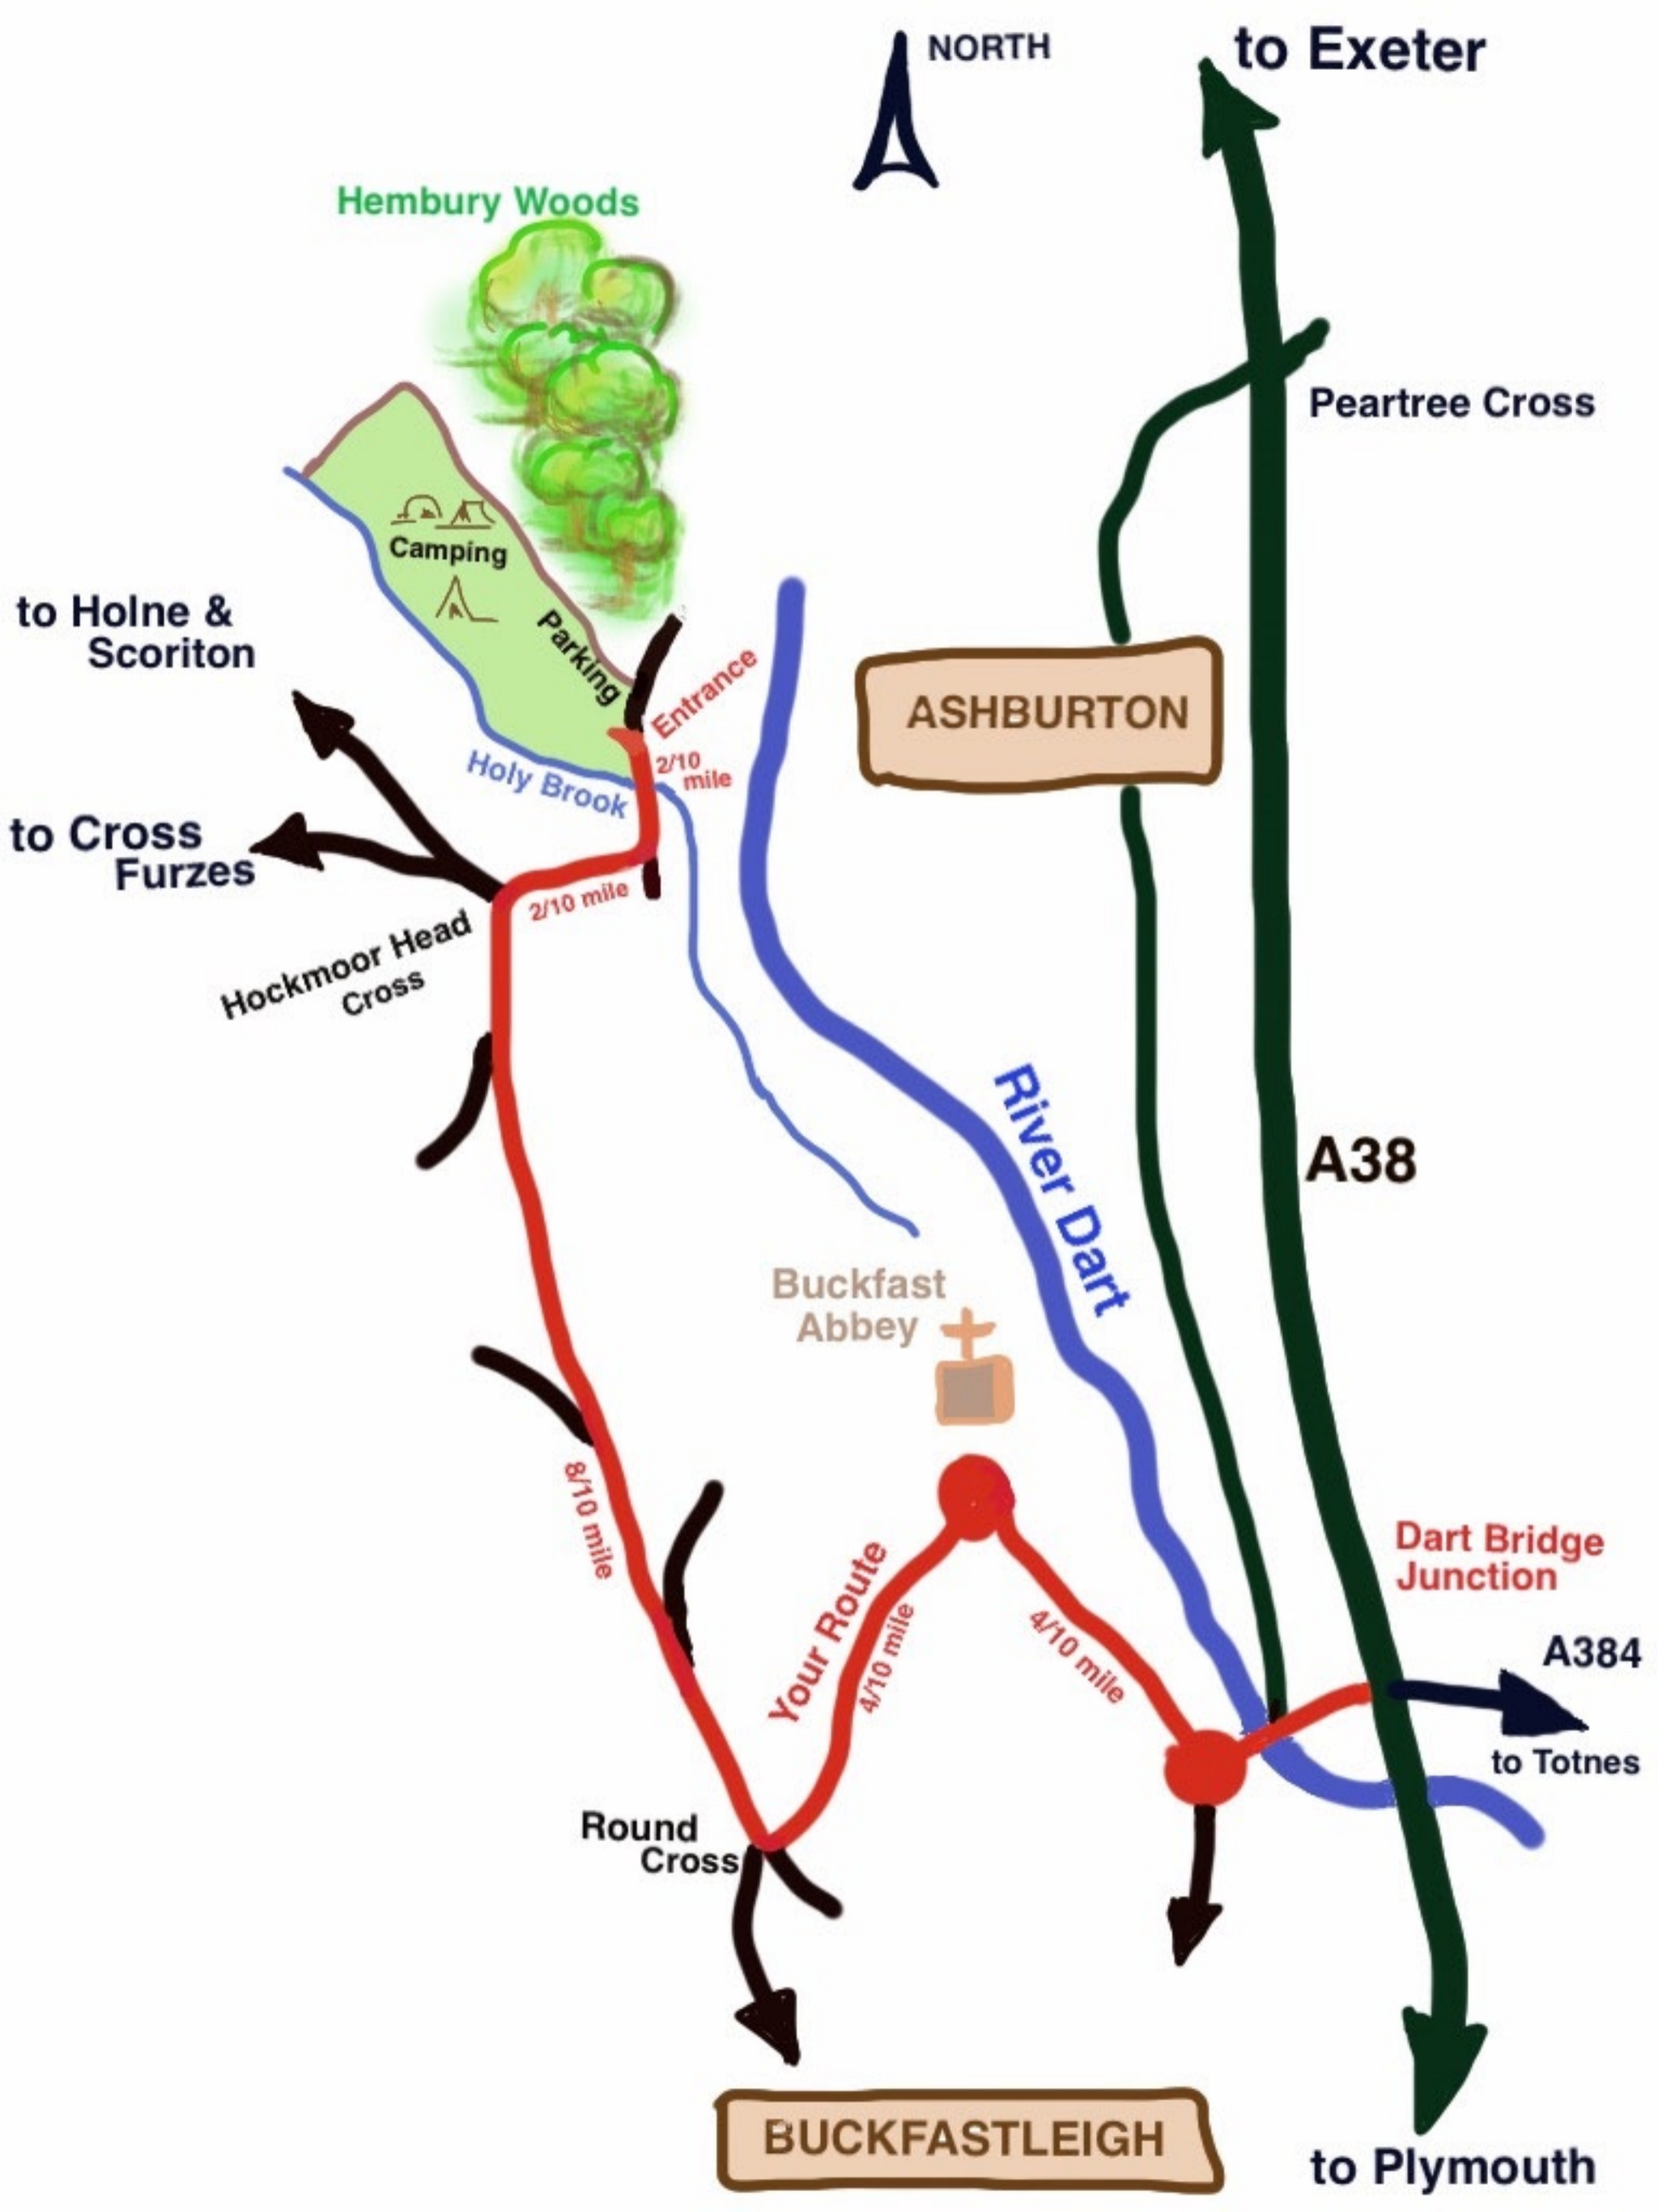 NORTH
to Exeter
Hembury Woods
Peartree Cross
Camping
to Holne &
Scoriton
Parking
Entrance
ASHBURTON
2/10
mile
Holy Brook
to Cross
Furzes
2/10 mile
Hockmoor Head
Cross
River Dart
A38
Buckfast
Abbey
8/10 mile
Your Route
4/10 mile
4/10 mile
Dart Bridge
Junction
A384
to Totnes
Round
Cross
BUCKFASTLEIGH
to Plymouth